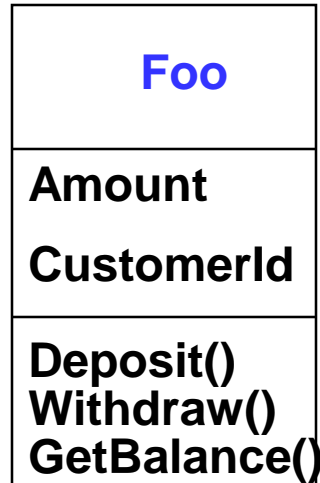 Foo
Amount
CustomerId
Deposit()
Withdraw()
GetBalance()